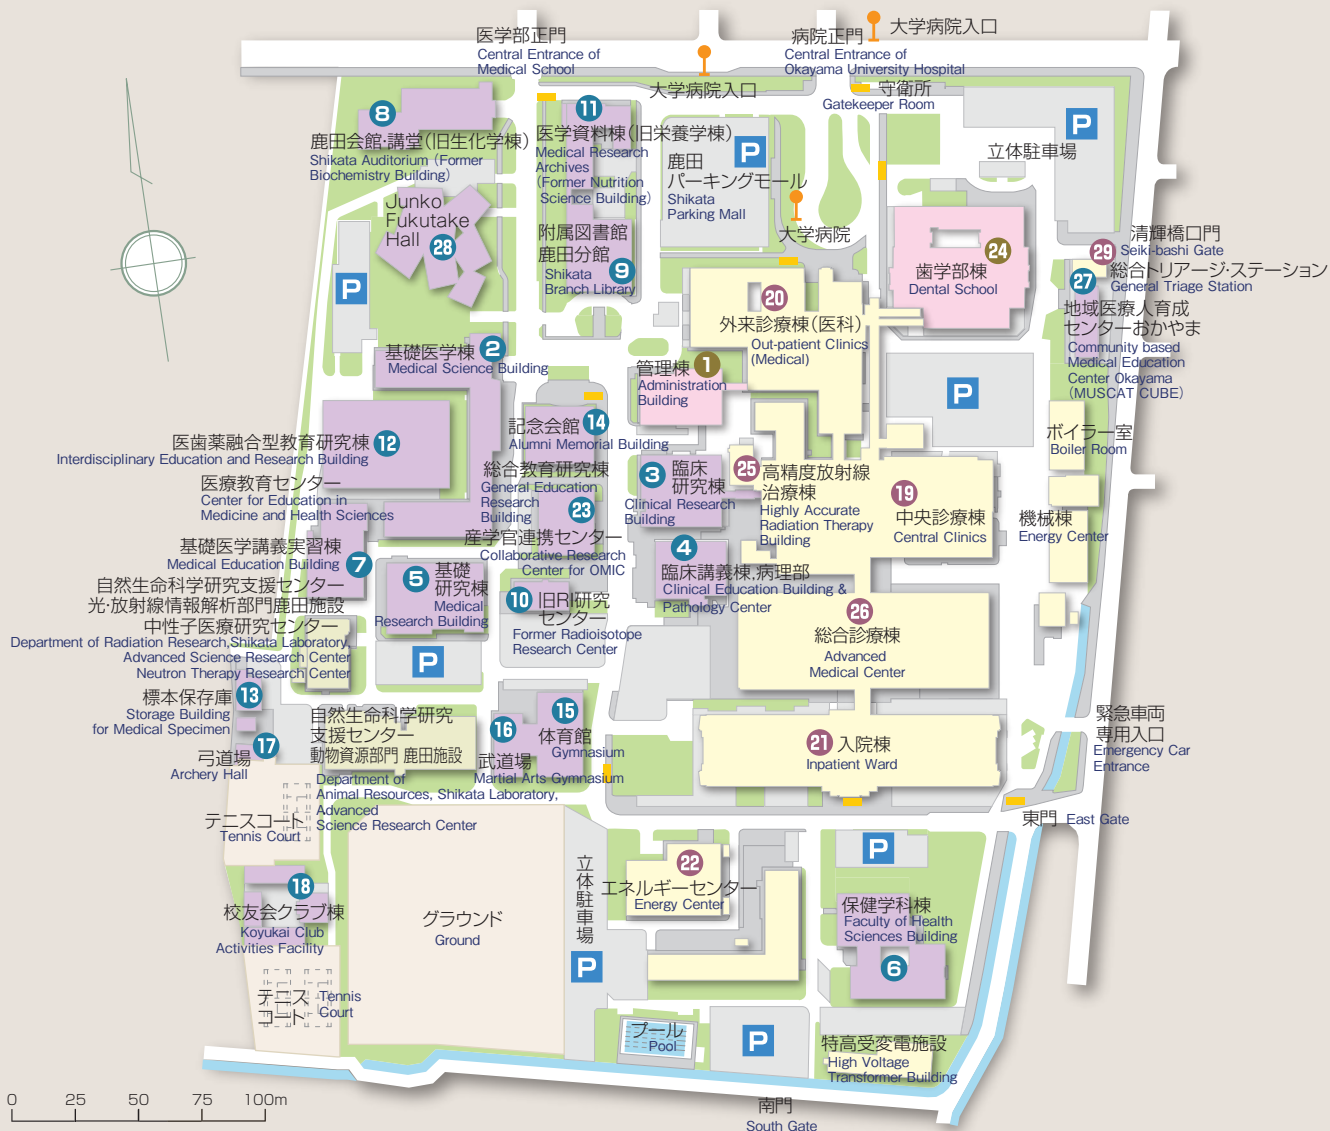 医学部正門
Central Entrance of
Medical School
大学病院入口
病院正門
Central Entrance of
Okayama University Hospital
大学病院入口
守衛所
Gatekeeper Room
8
鹿田会館・講堂(旧生化学棟)
Shikata Auditorium (Former
Biochemistry Building)
11
医学資料棟(旧栄養学棟)
Medical Research
Archives
(Former Nutrition
Science Building)
P
鹿田
パーキングモール
Shikata
Parking Mall
大学病院
P
立体駐車場
Junko
Fukutake
Hall
28
附属図書館
鹿田分館
9
Shikata
Branch Library
P
24
歯学部棟
Dental School
清輝橋口門
29
Seiki-bashi Gate
総合トリアージ・ステーション
General Triage Station
27
地域医療人育成
センターおかやま
Community based
Medical Education
Center Okayama
(MUSCAT CUBE)
20
外来診療棟(医科)
Out-patient Clinics
(Medical)
基礎医学棟
2
Medical Science Building
管理棟
1
Administration
Building
P
医歯薬融合型教育研究棟
12
Interdisciplinary Education and Research Building
記念会館
14
Alumni Memorial Building
ボイラー室
Boiler Room
医療教育センター
Center for Education in
Medicine and Health Sciences
総合教育研究棟
General Education
Research
Building
23
産学官連携センター
Collaborative Research
Center for OMIC
3
臨床
研究棟
Clinical Research
Building
25
高精度放射線
治療棟
Highly Accurate
Radiation Therapy
Building
19
中央診療棟
Central Clinics
機械棟
Energy Center
基礎医学講義実習棟
Medical Education Building
7
5
基礎
研究棟
Medical
Research Building
4
臨床講義棟,病理部
Clinical Education Building &
Pathology Center
自然生命科学研究支援センター
光・放射線情報解析部門鹿田施設
中性子医療研究センター
Department of Radiation Research,Shikata Laboratory,
Advanced Science Research Center
Neutron Therapy Research Center
10
旧RI研究
センター
Former Radioisotope
Research Center
P
26
総合診療棟
Advanced
Medical Center
標本保存庫
13
Storage Building
for Medical Specimen
自然生命科学研究
支援センター
動物資源部門 鹿田施設
Department of
Animal Resources, Shikata Laboratory,
Advanced
Science Research Center
16
武道場
Martial Arts Gymnasium
15
体育館
Gymnasium
21
入院棟
Inpatient Ward
緊急車両
専用入口
Emergency Car
Entrance
弓道場
17
Archery Hall
テニスコート
Tennis Court
東門 East Gate
18
校友会クラブ棟
Koyukai Club
Activities Facility
グラウンド
Ground
立体駐車場
P
22
エネルギーセンター
Energy Center
P
保健学科棟
Faculty of Health
Sciences Building
6
テニス
コート
Tennis
Court
プール
Pool
P
特高受変電施設
High Voltage
Transformer Building
南門
South Gate
0 25 50 75 100m